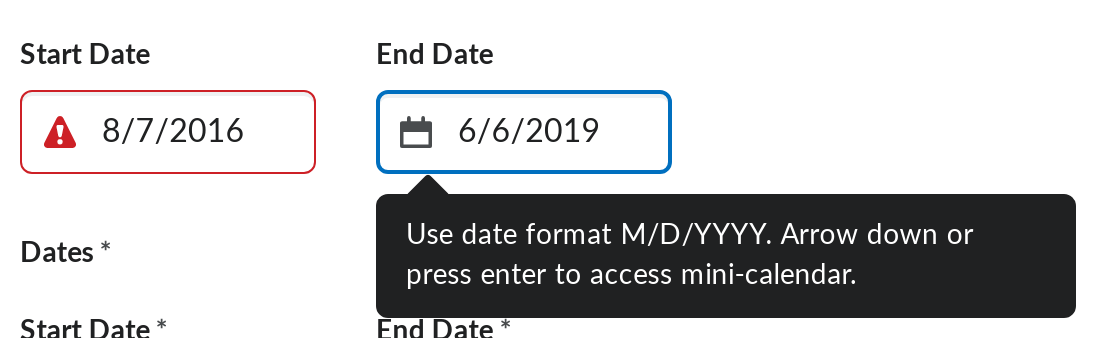 Start Date
End Date
8/7/2016
6/6/2019
Use date format M/D/YYYY. Arrow down or
press enter to access mini-calendar.
Dates *
Start Date *
End Date *